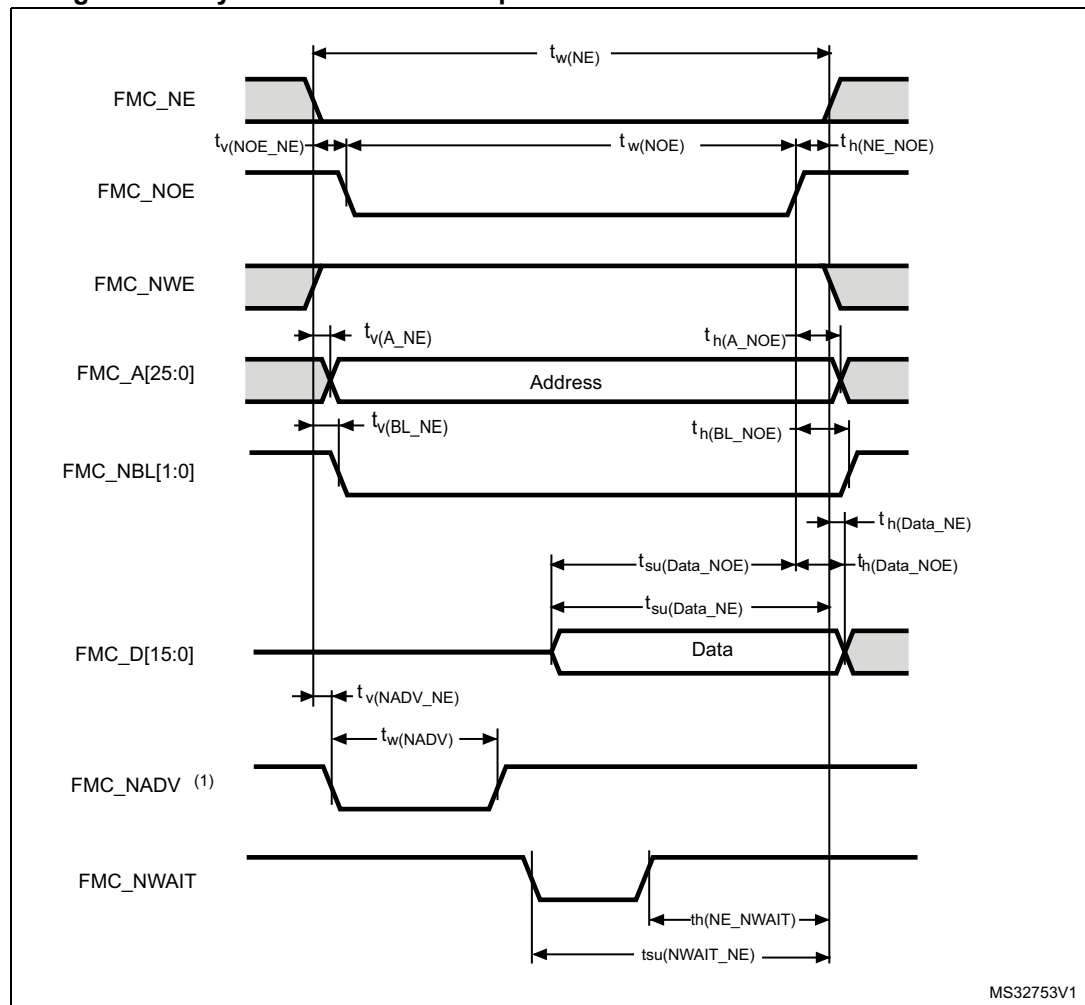 tw(NE)
FMC_NE
tv(NOE_NE)
tw(NOE)
th(NE_NOE)
FMC_NOE
FMC_NWE
tv(A_NE)
th(A_NOE)
FMC_A[25:0]
Address
tv(BL_NE)
th(BL_NOE)
FMC_NBL[1:0]
th(Data_NE)
tsu(Data_NOE)
th(Data_NOE)
tsu(Data_NE)
FMC_D[15:0]
Data
tv(NADV_NE)
tw(NADV)
FMC_NADV (1)
FMC_NWAIT
th(NE_NWAIT)
tsu(NWAIT_NE)
MS32753V1